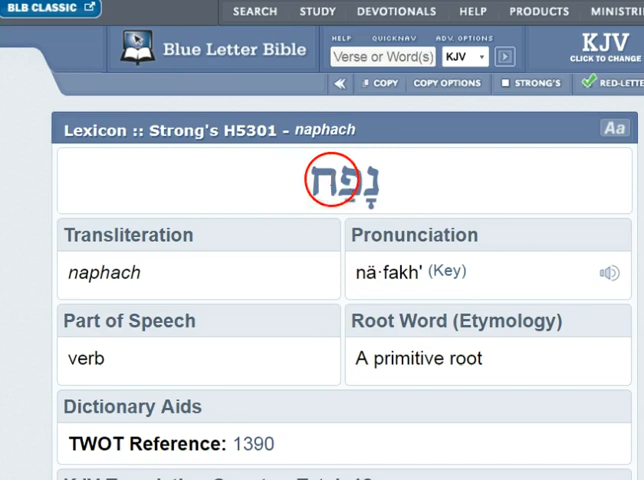 BLB CLASSIC
SEARCH STUDY DEVOTIONALS HELP PRODUCTS MINISTRI
Blue Letter Bible
HELP QUICKNAV ADV. OPTIONS
Verse or Word(s) KJV
KJV
CLICK TO CHANGE
COPY COPY OPTIONS STRONG'S RED-LETTE
Lexicon :: Strong's H5301 - naphach
Aa
נָפַח
Transliteration
naphach
Pronunciation
nä·fakh' (Key)
Part of Speech
verb
Root Word (Etymology)
A primitive root
Dictionary Aids
TWOT Reference: 1390